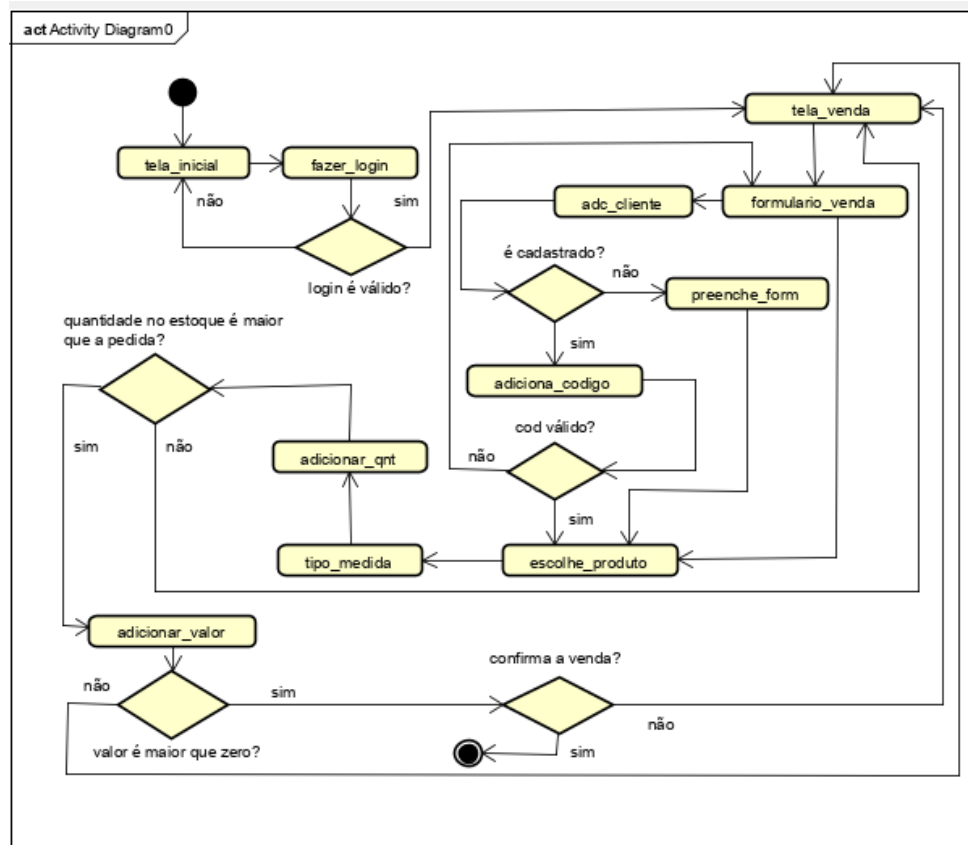 act Activity Diagram0
tela_venda
tela_inicial
fazer_login
não
sim
adc_cliente
formulario_venda
login é válido?
é cadastrado?
não
preenche_form
quantidade no estoque é maior
que a pedida?
sim
adiciona_codigo
cod válido?
sim
não
adicionar_qnt
não
sim
tipo_medida
escolhe_produto
adicionar_valor
confirma a venda?
não
sim
não
valor é maior que zero?
sim